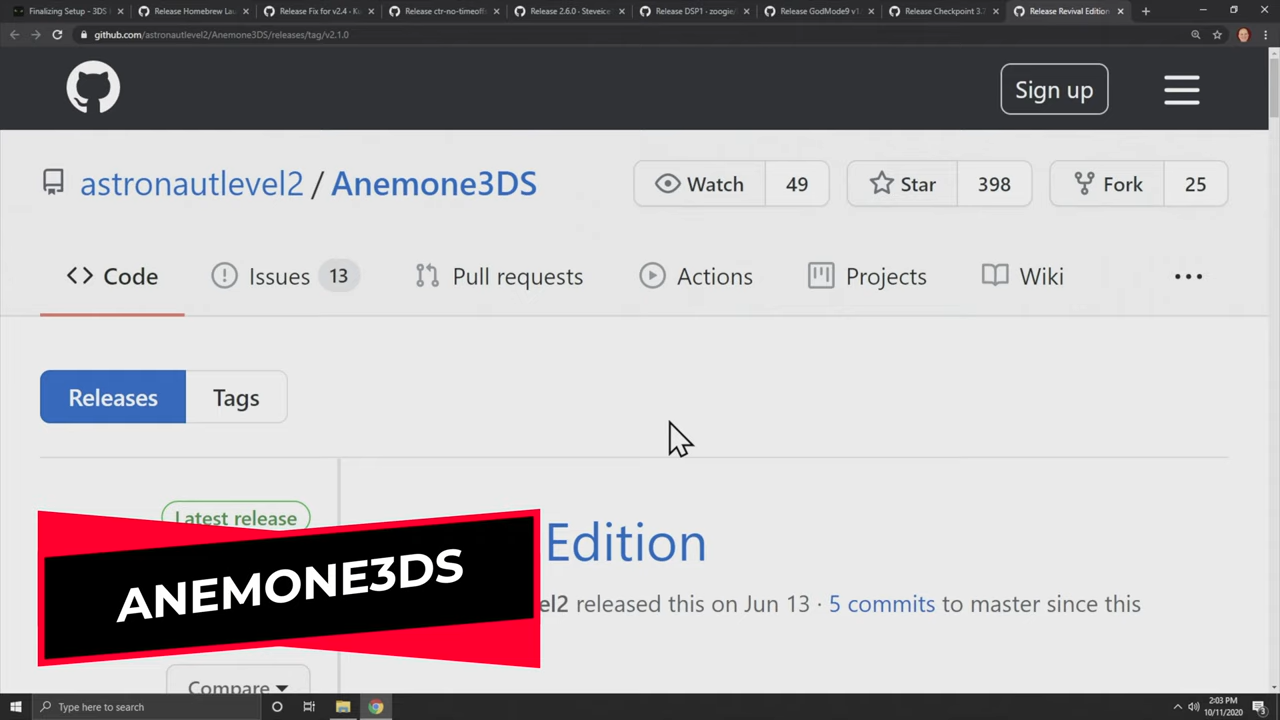 Finalizing Setup - 3DS
Release Homebrew La
Release Fix for v2.4 - Ku
Release ctr-no-timeoff
Release 2.6.0 - Steveice
Release DSP1 - zoogie/
Release GodMode9 v1
Release Checkpoint 3.
Release Revival Edition
github.com/astronautlevel2/Anemone3DS/releases/tag/v2.1.0
Sign up
astronautlevel2 / Anemone3DS
Watch 49
Star 398
Fork 25
Code
Issues 13
Pull requests
Actions
Projects
Wiki
Releases
Tags
Latest release
Edition
ANEMONE3DS
el2 released this on Jun 13 · 5 commits to master since this
Compare
Type here to search
2:03 PM
10/11/2020
3